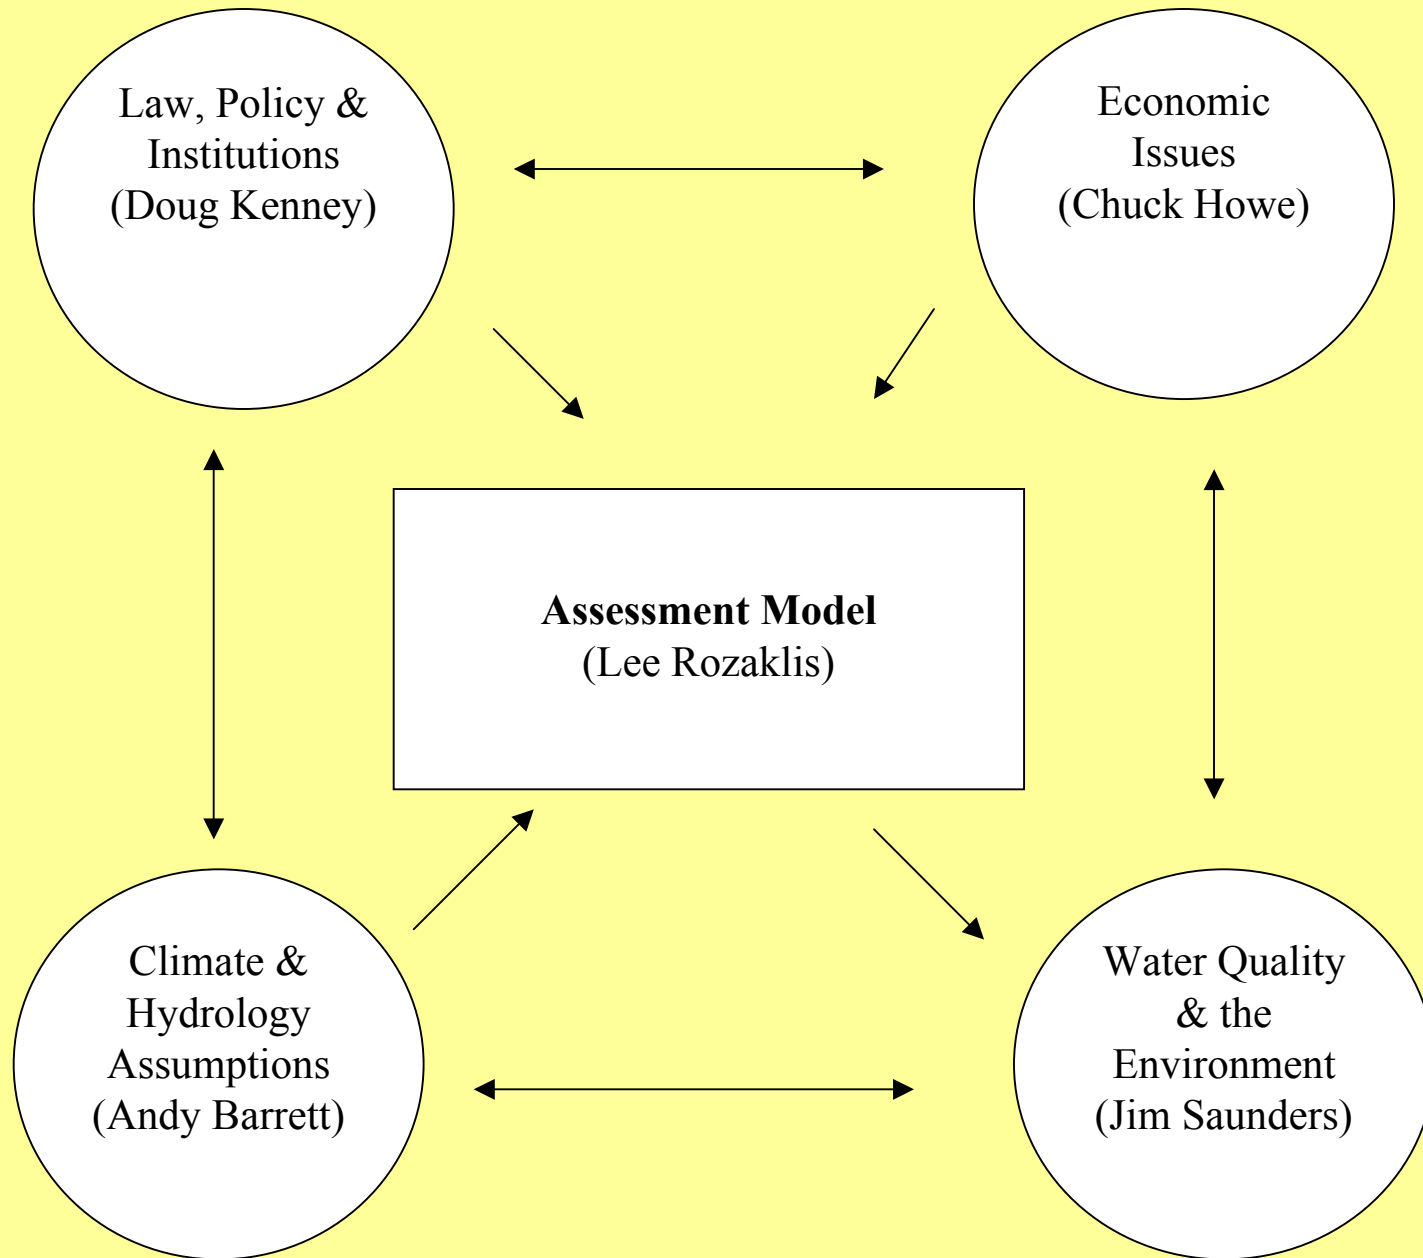 Law, Policy &
Institutions
(Doug Kenney)
Economic
Issues
(Chuck Howe)
Assessment Model
(Lee Rozaklis)
Climate &
Hydrology
Assumptions
(Andy Barrett)
Water Quality
& the
Environment
(Jim Saunders)